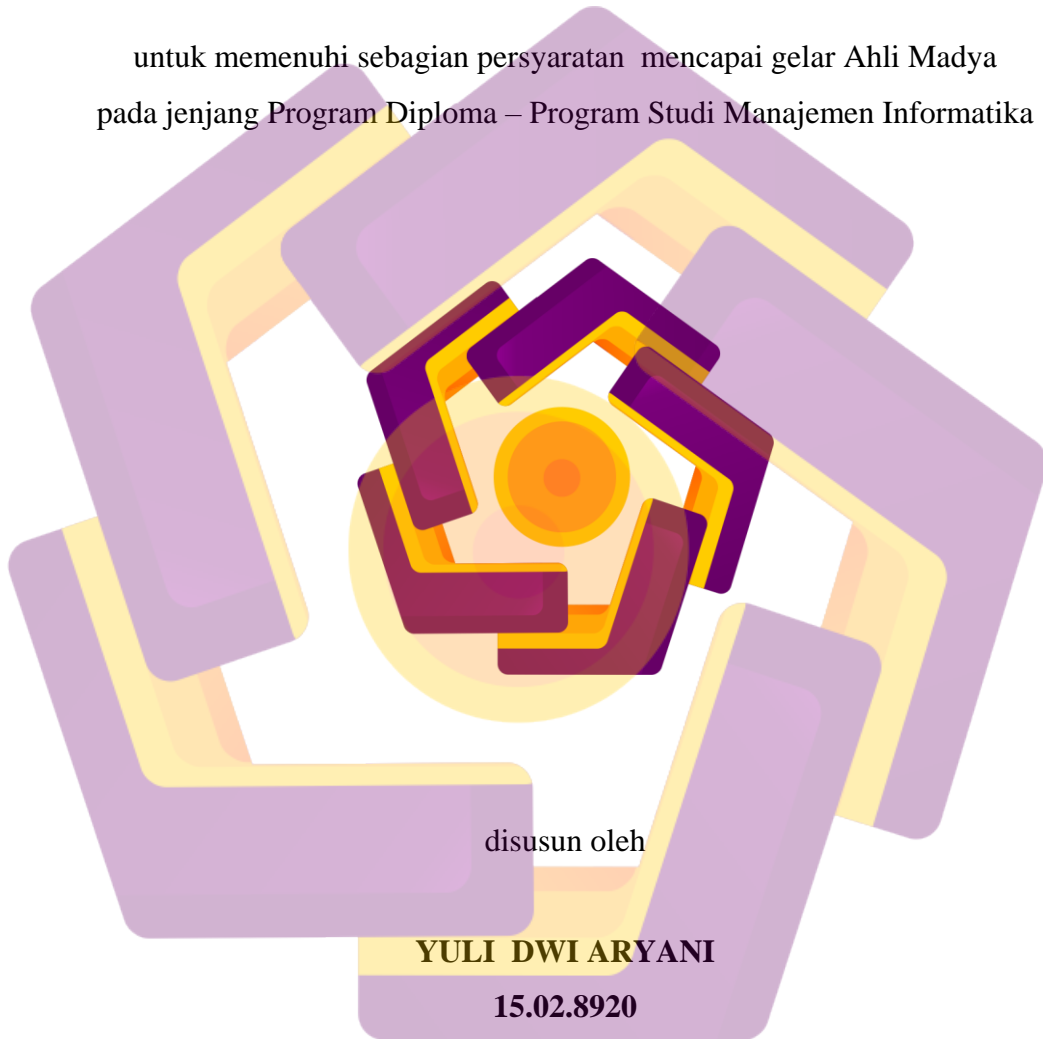 untuk memenuhi sebagian persyaratan mencapai gelar Ahli Madya
pada jenjang Program Diploma – Program Studi Manajemen Informatika
disusun oleh
YULI DWI ARYANI
15.02.8920